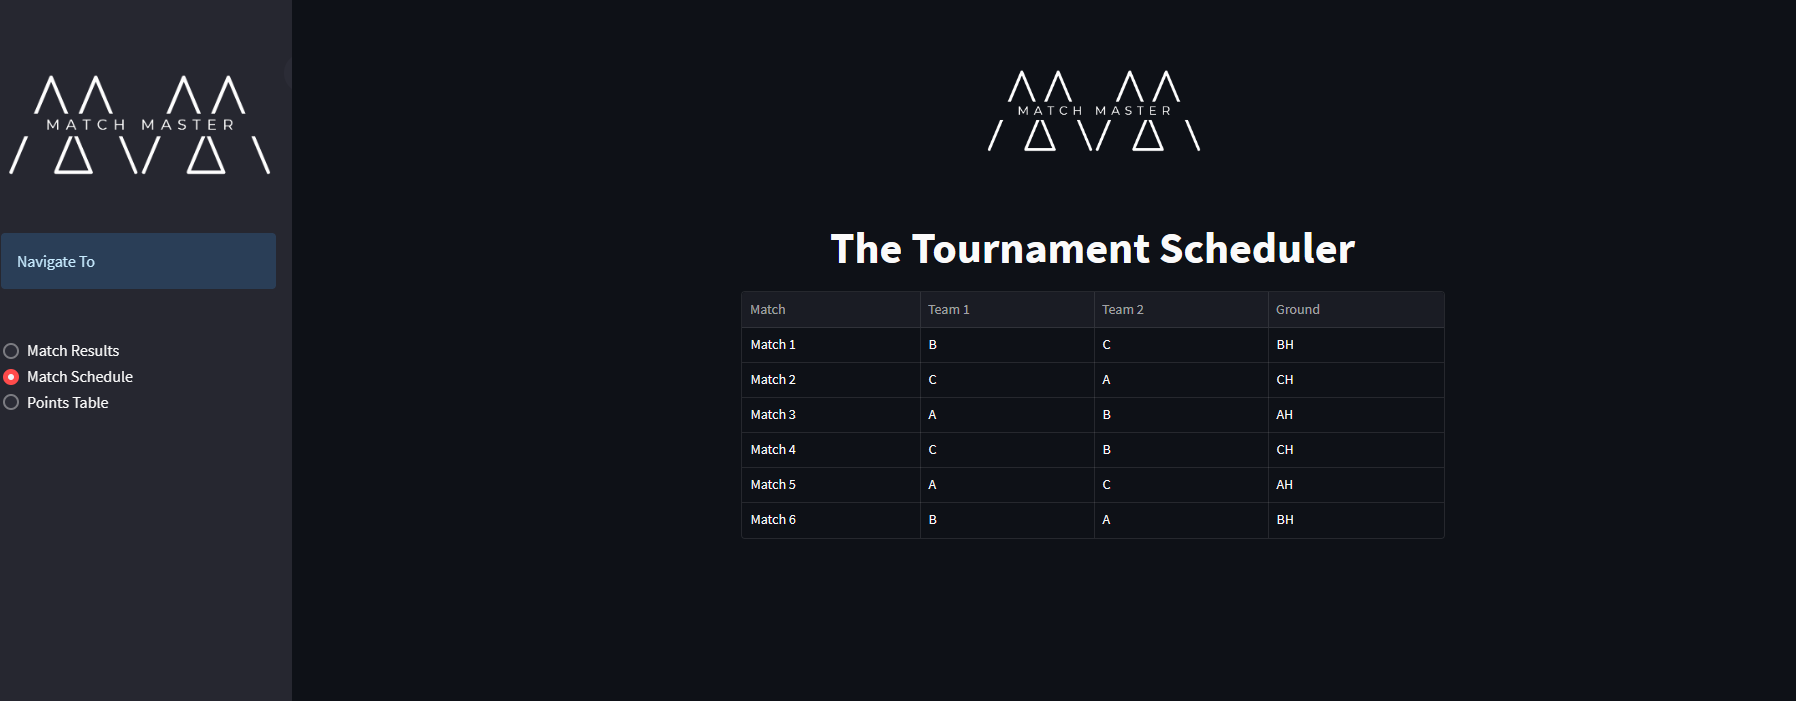 MATCH MASTER
Navigate To
Match Results
Match Schedule
Points Table
MATCH MASTER
The Tournament Scheduler
Match Team 1 Team 2 Ground
Match 1 B C BH
Match 2 C A CH
Match 3 A B AH
Match 4 C B CH
Match 5 A C AH
Match 6 B A BH